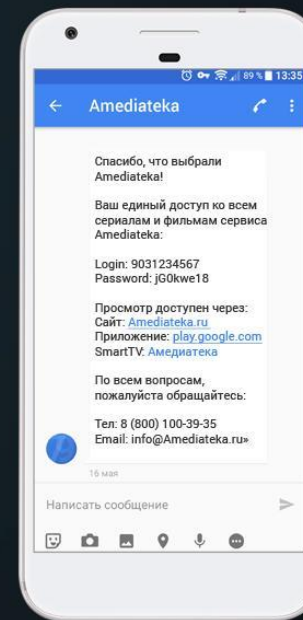 89 % 13:35
Amediateka
Спасибо, что выбрали
Amediateka!
Ваш единый доступ ко всем
сериалам и фильмам сервиса
Amediateka:
Login: 9031234567
Password: jG0kwe18
Просмотр доступен через:
Сайт: Amediateka.ru
Приложение: play.google.com
SmartTV: Амедиатека
По всем вопросам,
пожалуйста обращайтесь:
Тел: 8 (800) 100-39-35
Email: info@Amediateka.ru»
16 мая
Написать сообщение